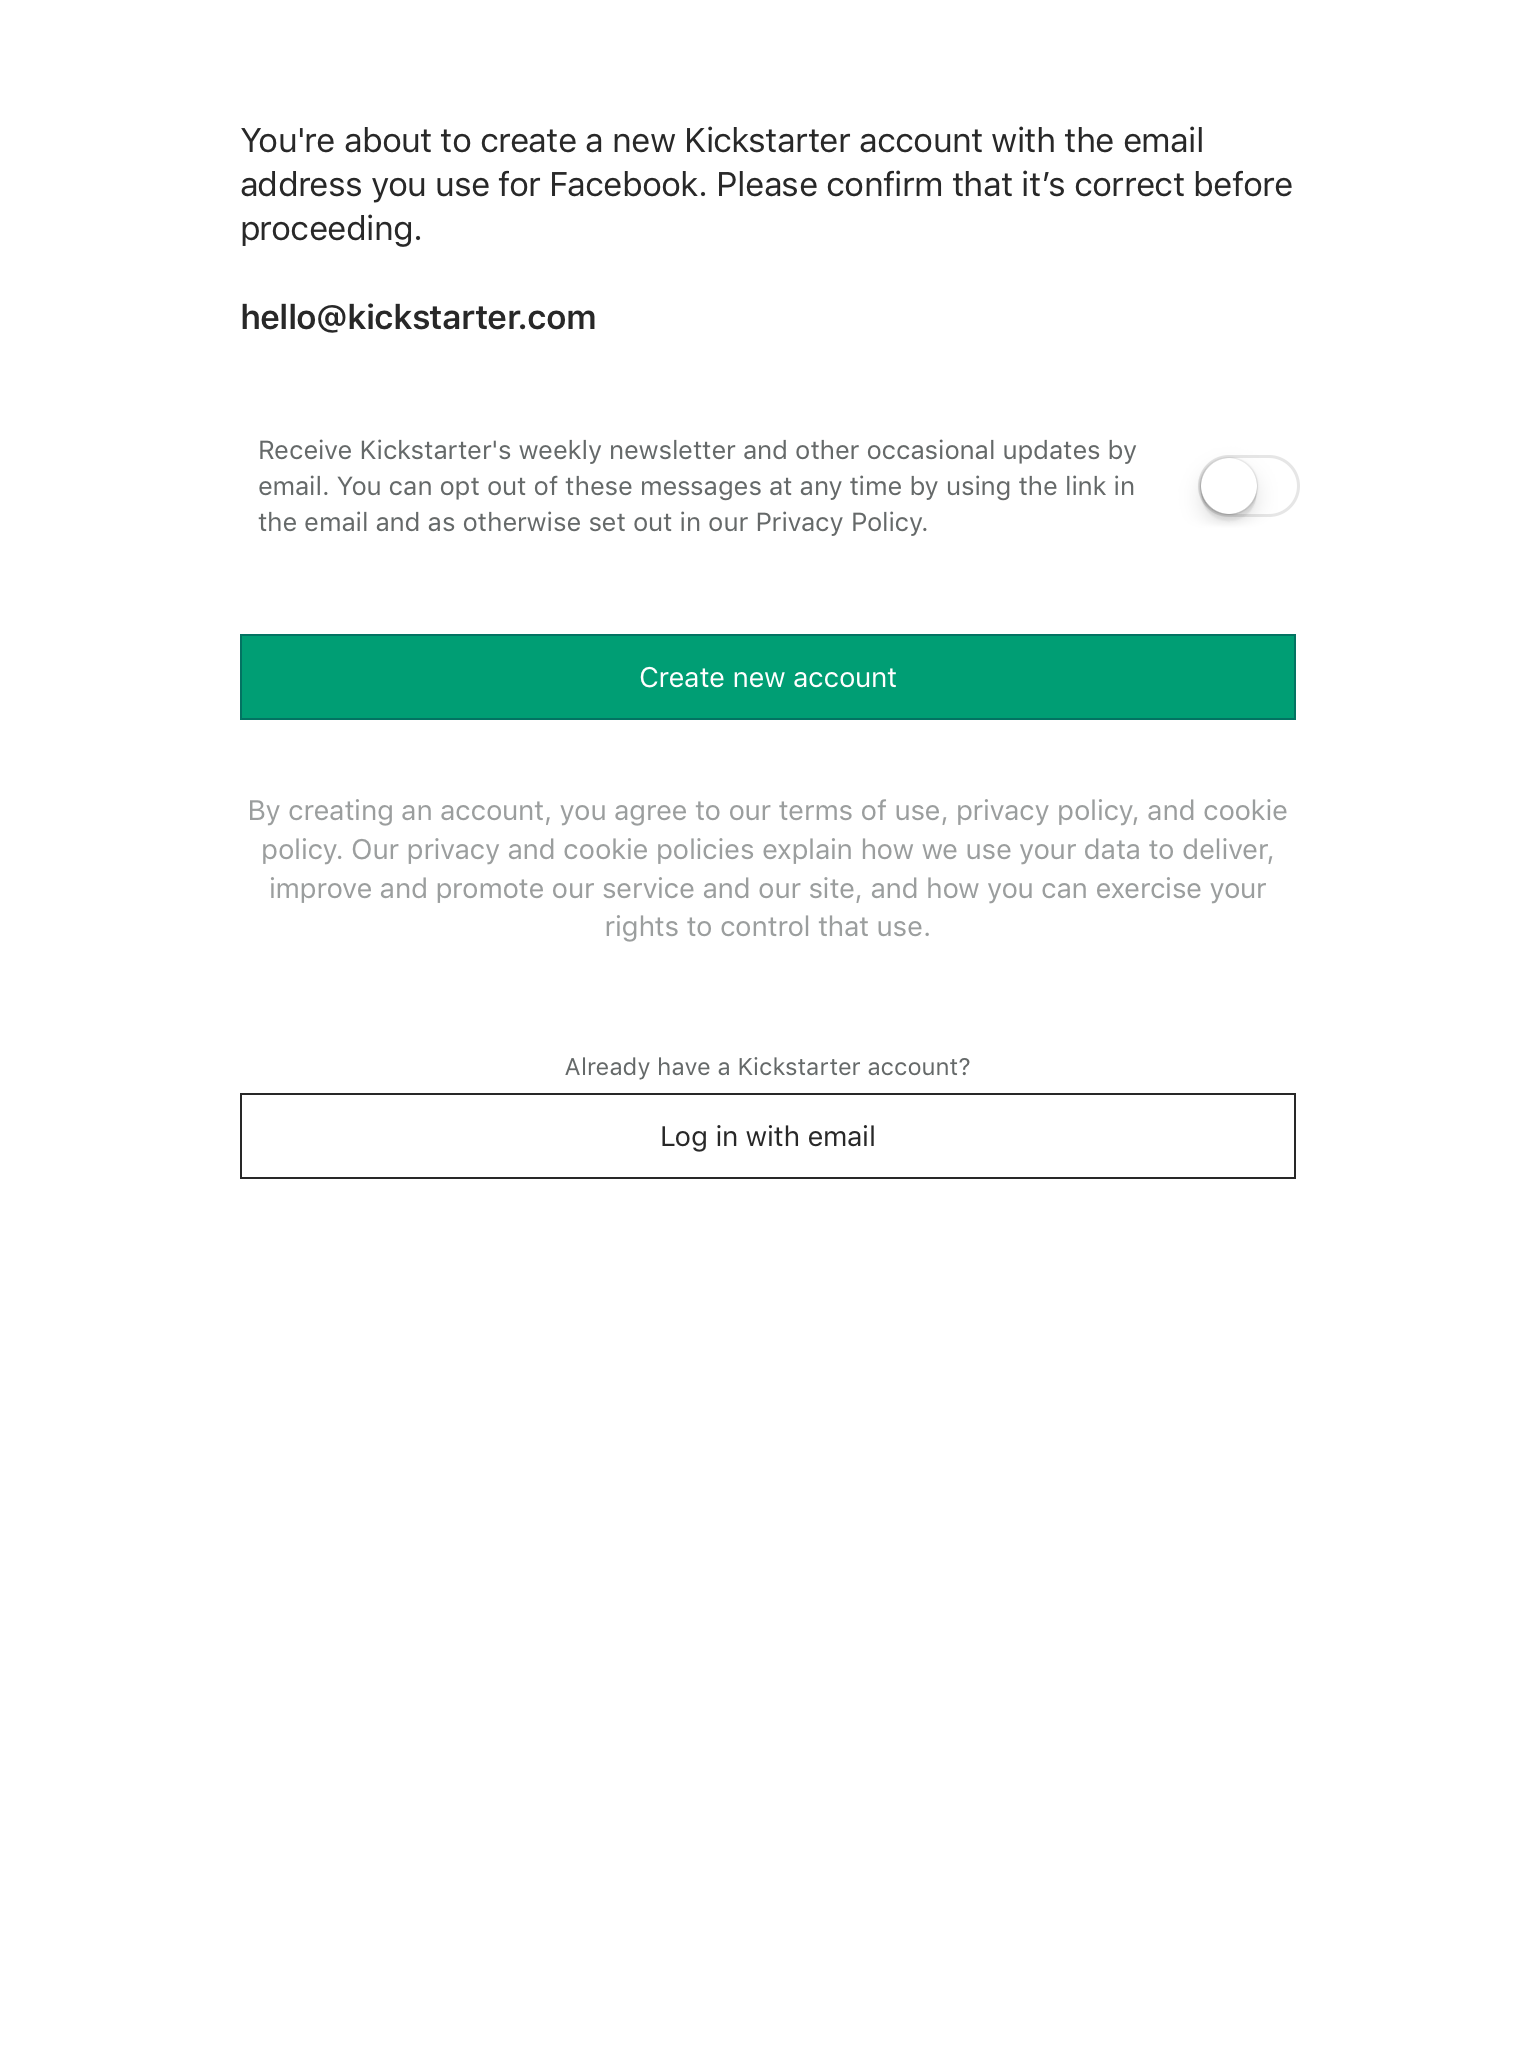 You're about to create a new Kickstarter account with the email
address you use for Facebook. Please confirm that it’s correct before
proceeding.
hello@kickstarter.com
Receive Kickstarter's weekly newsletter and other occasional updates by
email. You can opt out of these messages at any time by using the link in
the email and as otherwise set out in our Privacy Policy.
Create new account
By creating an account, you agree to our terms of use, privacy policy, and cookie
policy. Our privacy and cookie policies explain how we use your data to deliver,
improve and promote our service and our site, and how you can exercise your
rights to control that use.
Already have a Kickstarter account?
Log in with email